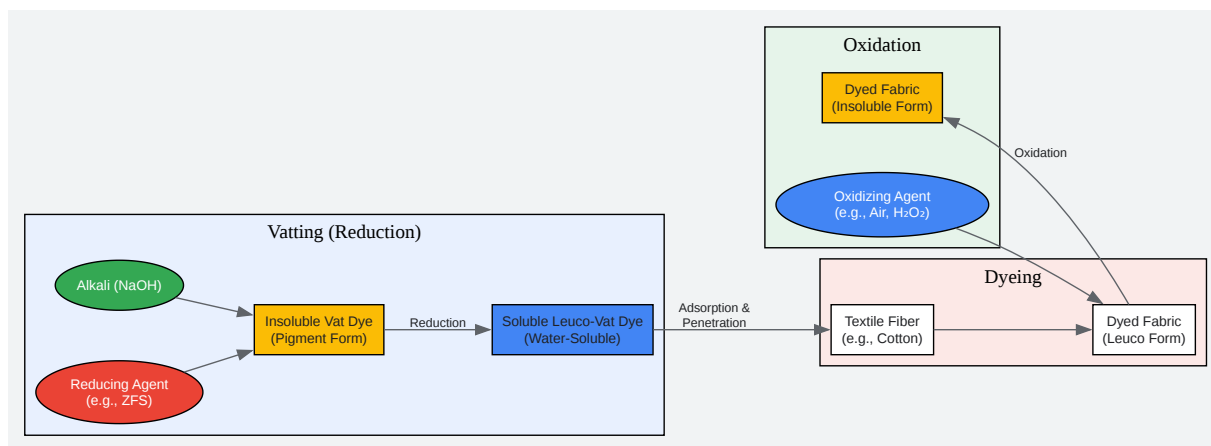 Oxidation
Dyed Fabric
(Insoluble Form)
Oxidation
Oxidizing Agent
(e.g., Air, H₂O₂)
Vatting (Reduction)
Alkali (NaOH)
Insoluble Vat Dye
(Pigment Form)
Reduction
Soluble Leuco-Vat Dye
(Water-Soluble)
Reducing Agent
(e.g., ZFS)
Adsorption &
Penetration
Dyeing
Textile Fiber
(e.g., Cotton)
Dyed Fabric
(Leuco Form)